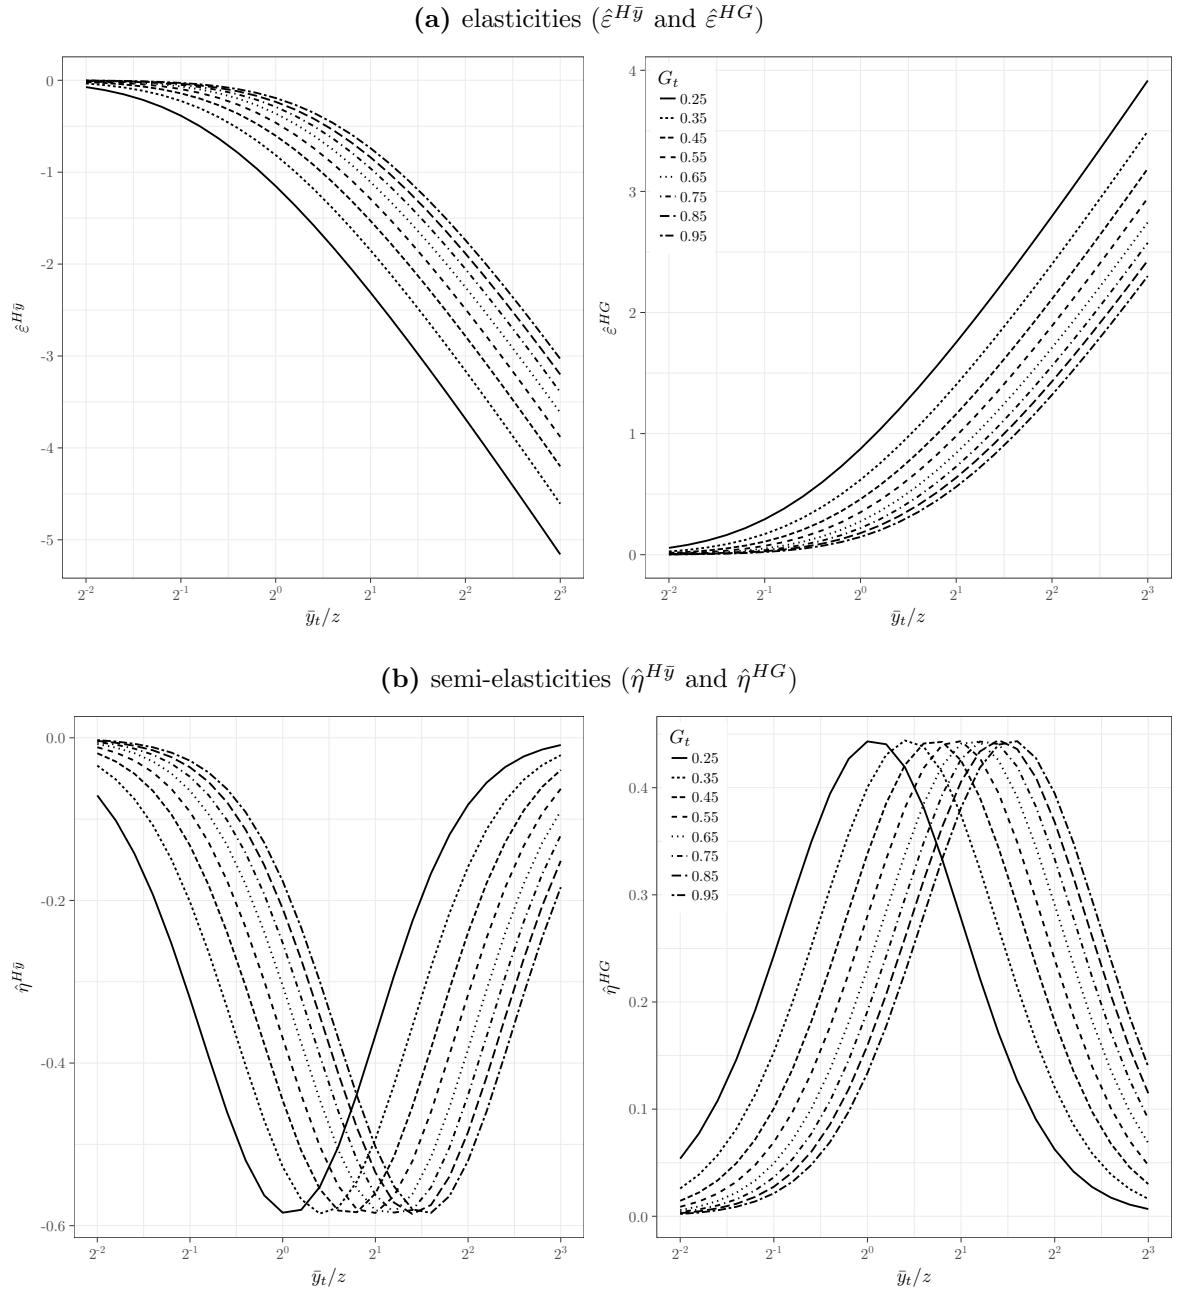 (a) elasticities (ε̂^{Hȳ} and ε̂^{HG})
0
-1
-2
-3
-4
-5
ε̂^{Hȳ}
2^{-2} 2^{-1} 2^{0} 2^{1} 2^{2} 2^{3}
ȳ_t/z
4
3
2
1
0
ε̂^{HG}
G_t
0.25
0.35
0.45
0.55
0.65
0.75
0.85
0.95
2^{-2} 2^{-1} 2^{0} 2^{1} 2^{2} 2^{3}
ȳ_t/z
(b) semi-elasticities (η̂^{Hȳ} and η̂^{HG})
0.0
-0.2
-0.4
-0.6
η̂^{Hȳ}
2^{-2} 2^{-1} 2^{0} 2^{1} 2^{2} 2^{3}
ȳ_t/z
0.4
0.3
0.2
0.1
0.0
η̂^{HG}
G_t
0.25
0.35
0.45
0.55
0.65
0.75
0.85
0.95
2^{-2} 2^{-1} 2^{0} 2^{1} 2^{2} 2^{3}
ȳ_t/z